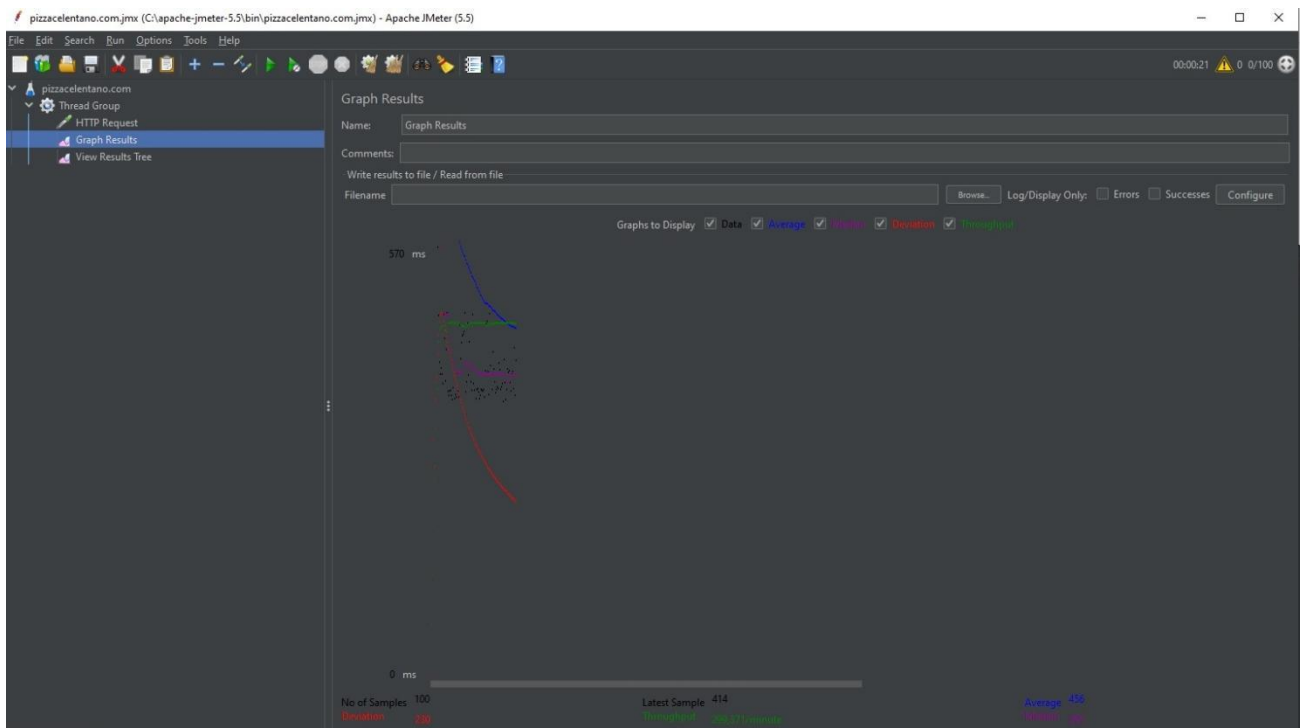 pizzacelentano.com.jmx (C:\apache-jmeter-5.5\bin\pizzacelentano.com.jmx) - Apache JMeter (5.5)
File Edit Search Run Options Tools Help
00:00:21 0 0/100
pizzacelentano.com
Thread Group
HTTP Request
Graph Results
View Results Tree
Graph Results
Name: Graph Results
Comments:
Write results to file / Read from file
Filename Browse... Log/Display Only: Errors Successes Configure
Graphs to Display Data Average Median Deviation Throughput
570 ms
0 ms
No of Samples 100 Latest Sample 414 Average 456
Deviation 230 Throughput